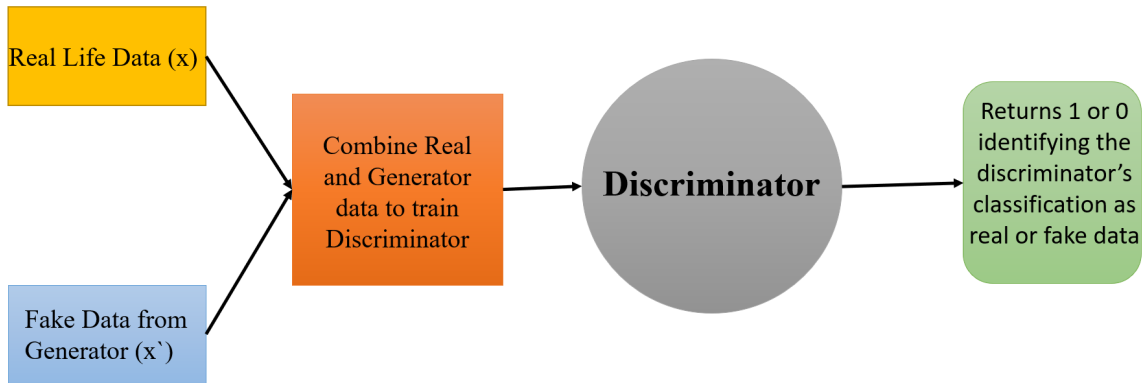 Real Life Data (x)
Combine Real
and Generator
data to train
Discriminator
Discriminator
Returns 1 or 0
identifying the
discriminator’s
classification as
real or fake data
Fake Data from
Generator (x`)